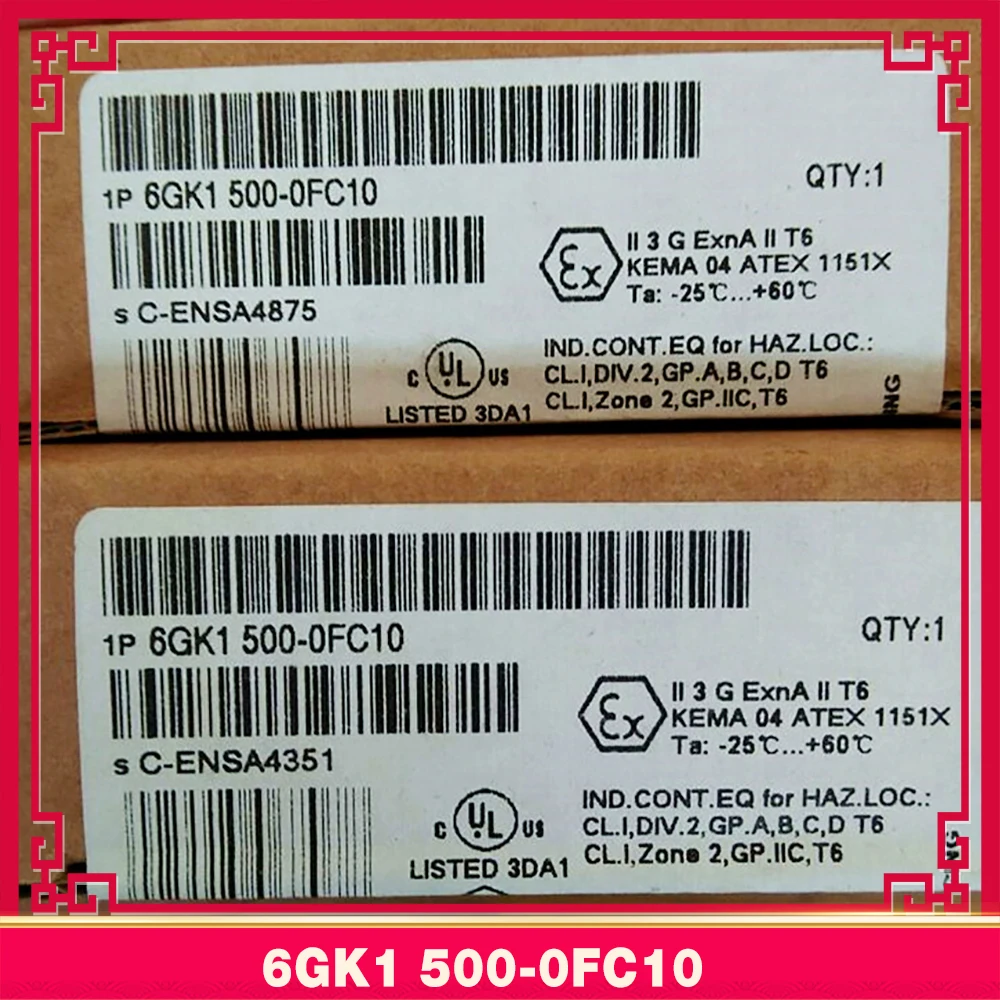 1P 6GK1 500-0FC10
QTY:1
s C-ENSA4875
Ex
II 3 G ExnA II T6
KEMA 04 ATEX 1151X
Ta: -25℃...+60℃
C UL US
LISTED 3DA1
IND.CONT.EQ for HAZ.LOC.:
CL.I,DIV.2,GP.A,B,C,D T6
CL.I,Zone 2,GP.IIC,T6
1P 6GK1 500-0FC10
QTY:1
s C-ENSA4351
Ex
II 3 G ExnA II T6
KEMA 04 ATEX 1151X
Ta: -25℃...+60℃
C UL US
LISTED 3DA1
IND.CONT.EQ for HAZ.LOC.:
CL.I,DIV.2,GP.A,B,C,D T6
CL.I,Zone 2,GP.IIC,T6
6GK1 500-0FC10